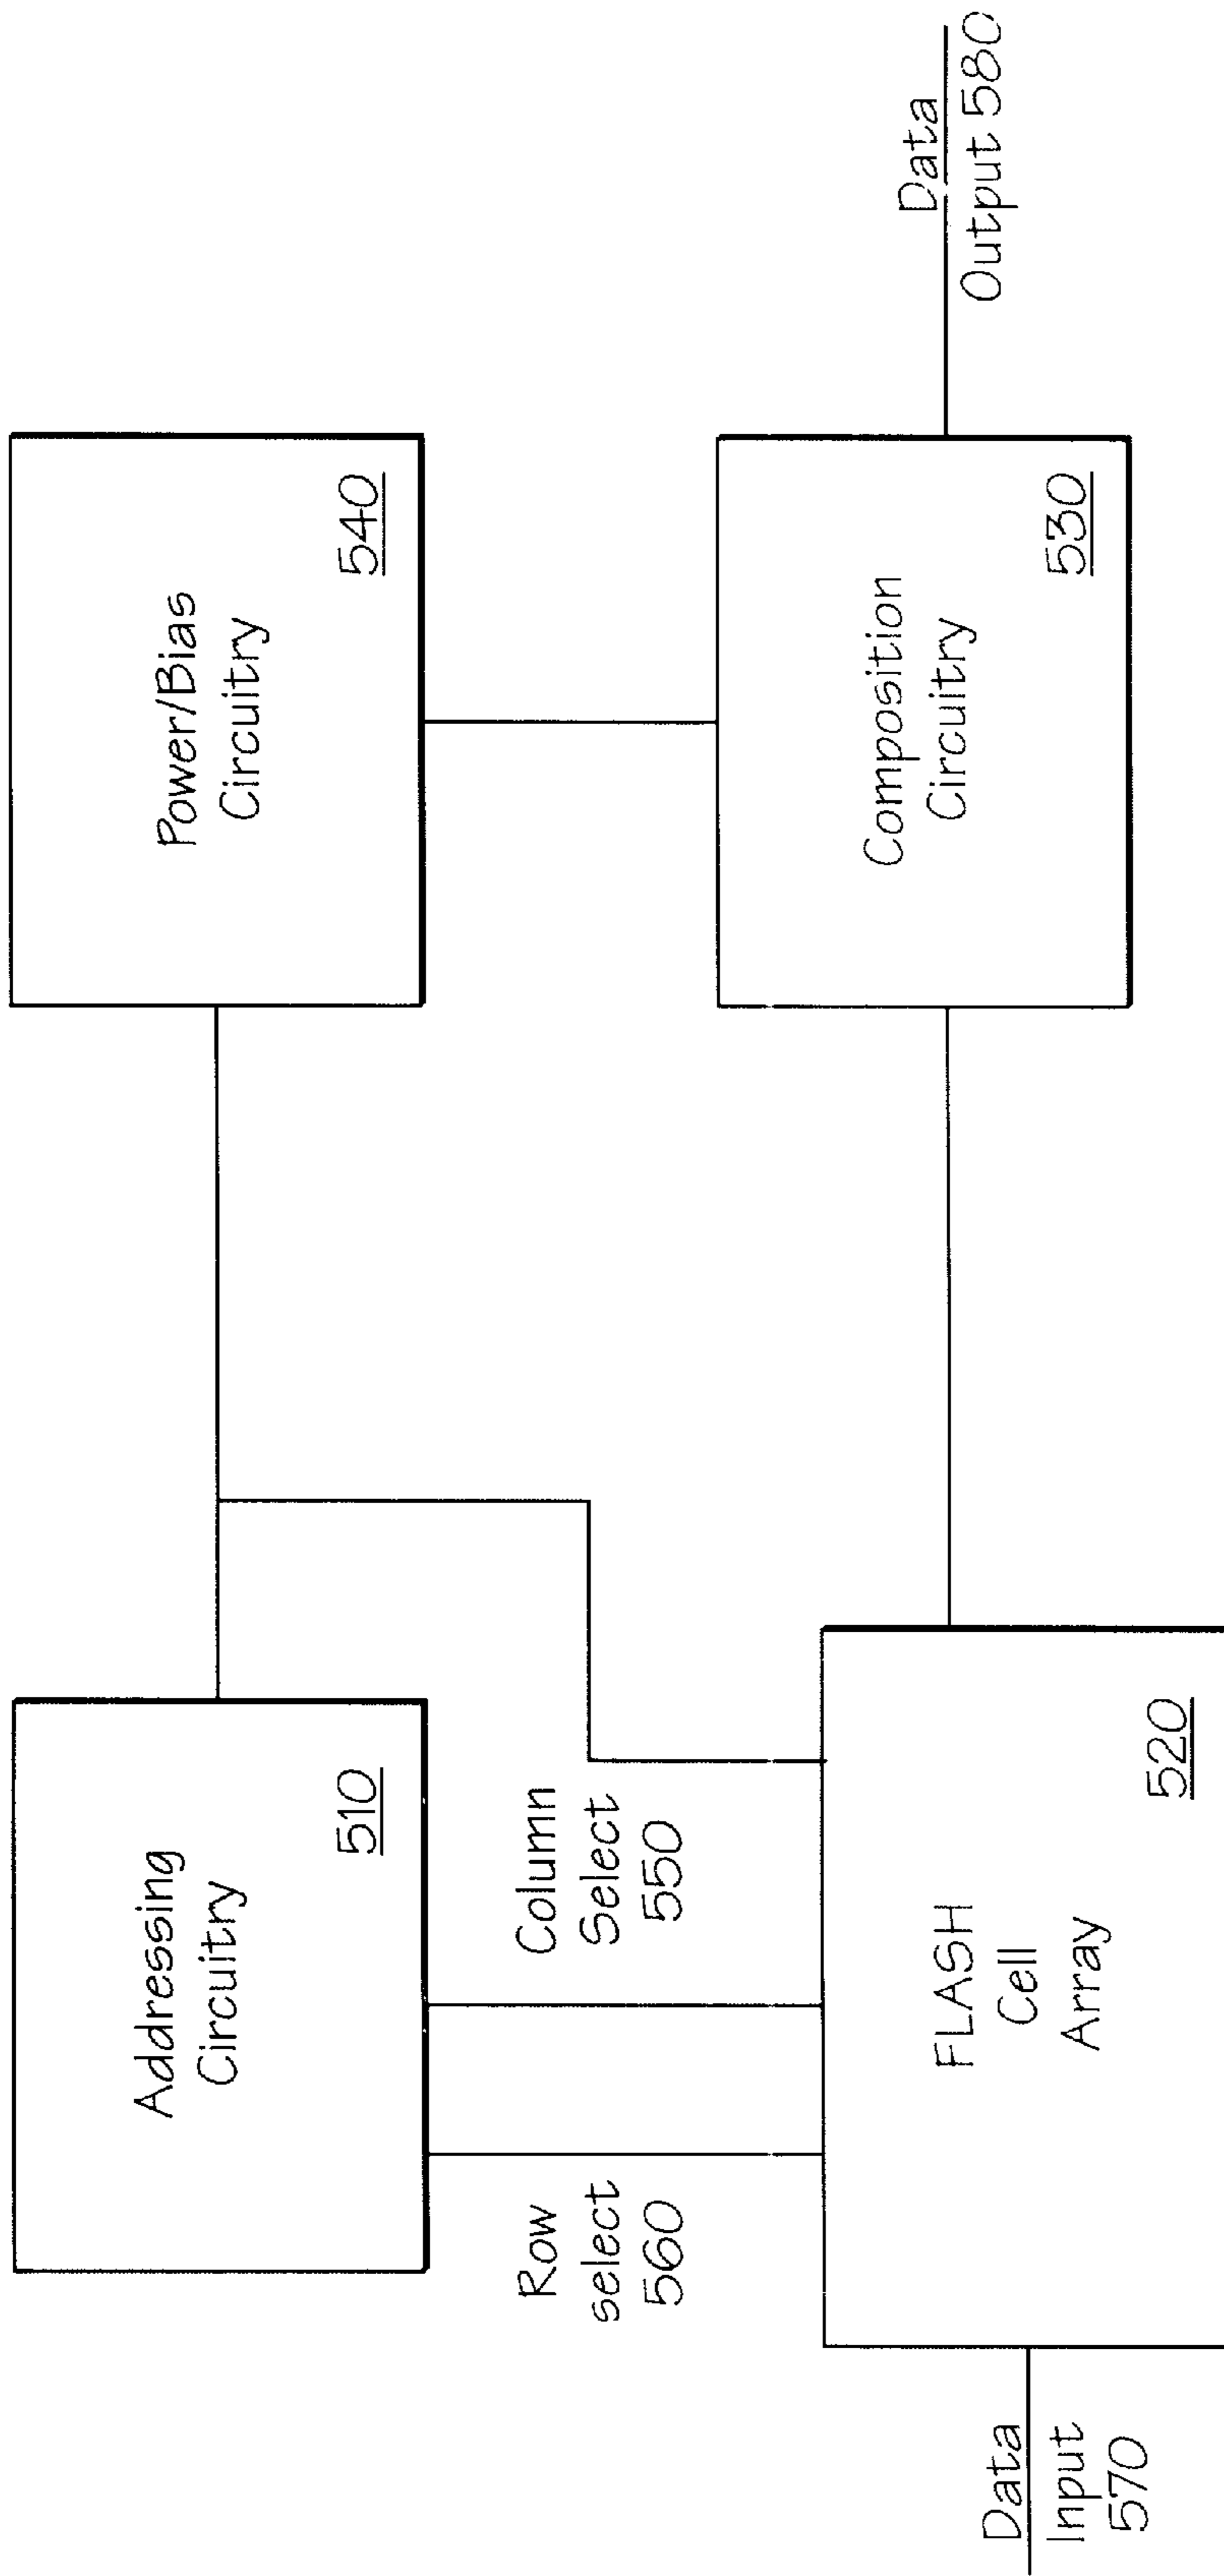 Addressing
Circuitry
510
Power/Bias
Circuitry
540
Row
select
560
Column
Select
550
Data
Input
570
FLASH
Cell
Array
520
Composition
Circuitry
530
Data
Output 580